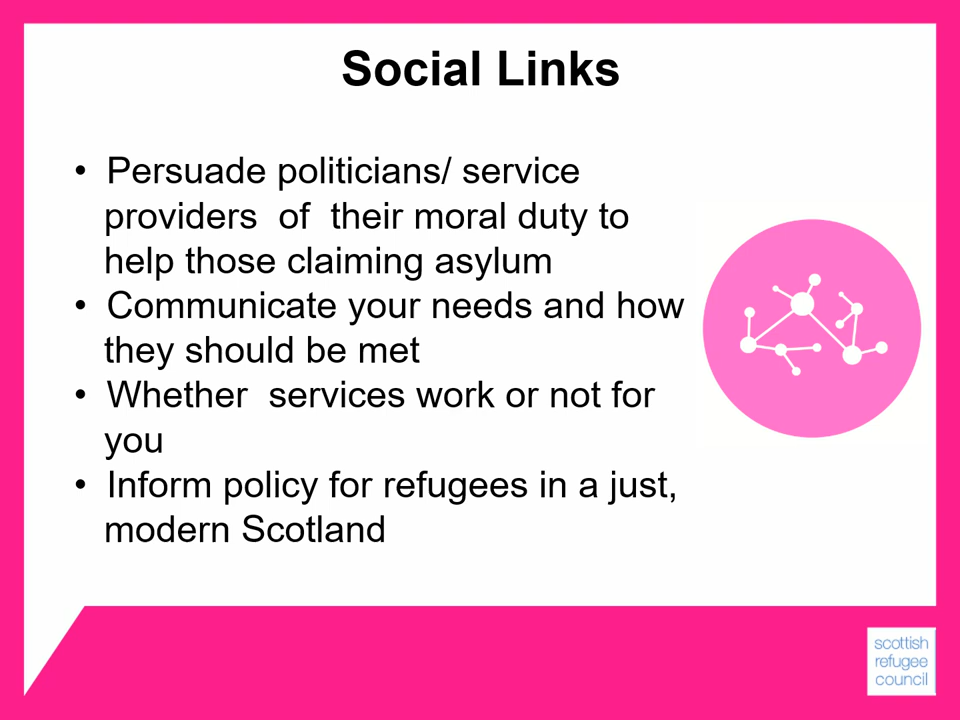 Social Links
• Persuade politicians/ service
providers  of  their moral duty to
help those claiming asylum
• Communicate your needs and how
they should be met
• Whether  services work or not for
you
• Inform policy for refugees in a just,
modern Scotland
scottish
refugee
council